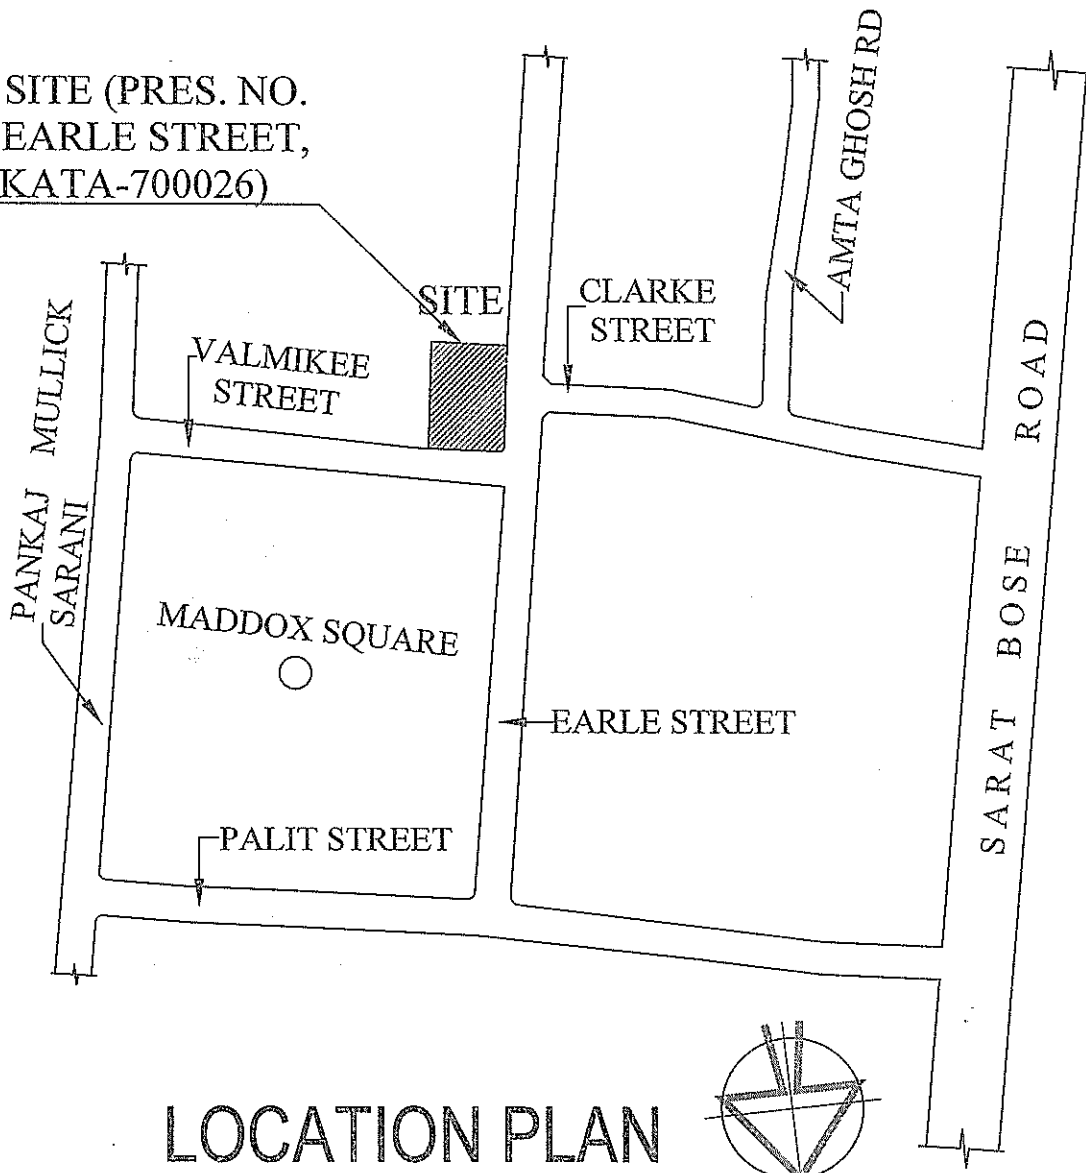 SITE (PRES. NO.
EARLE STREET,
KATA-700026)
AMTA GHOSH RD
SITE
CLARKE
STREET
VALMIKEE
STREET
PANKAJ MULLICK
SARANI
SARAT BOSE ROAD
MADDOX SQUARE
EARLE STREET
PALIT STREET
LOCATION PLAN